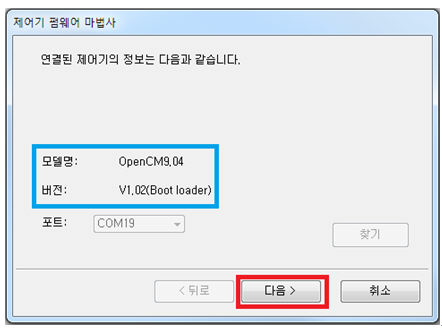 제어기 펌웨어 마법사
연결된 제어기의 정보는 다음과 같습니다.
모델명: OpenCM9.04
버전: V1.02(Boot loader)
포트: COM19
찾기
< 뒤로 다음 > 취소